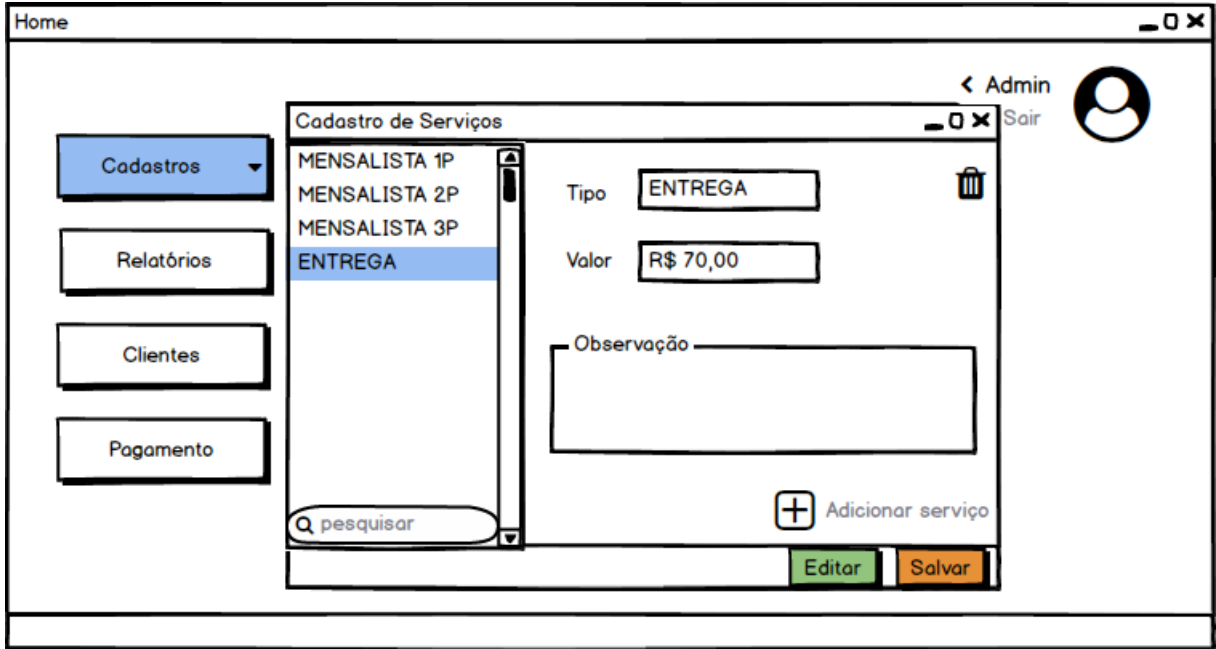 Home
< Admin
Sair
Cadastros
Relatórios
Clientes
Pagamento
Cadastro de Serviços
MENSALISTA 1P
MENSALISTA 2P
MENSALISTA 3P
ENTREGA
pesquisar
Tipo ENTREGA
Valor R$ 70,00
Observação
Adicionar serviço
Editar Salvar